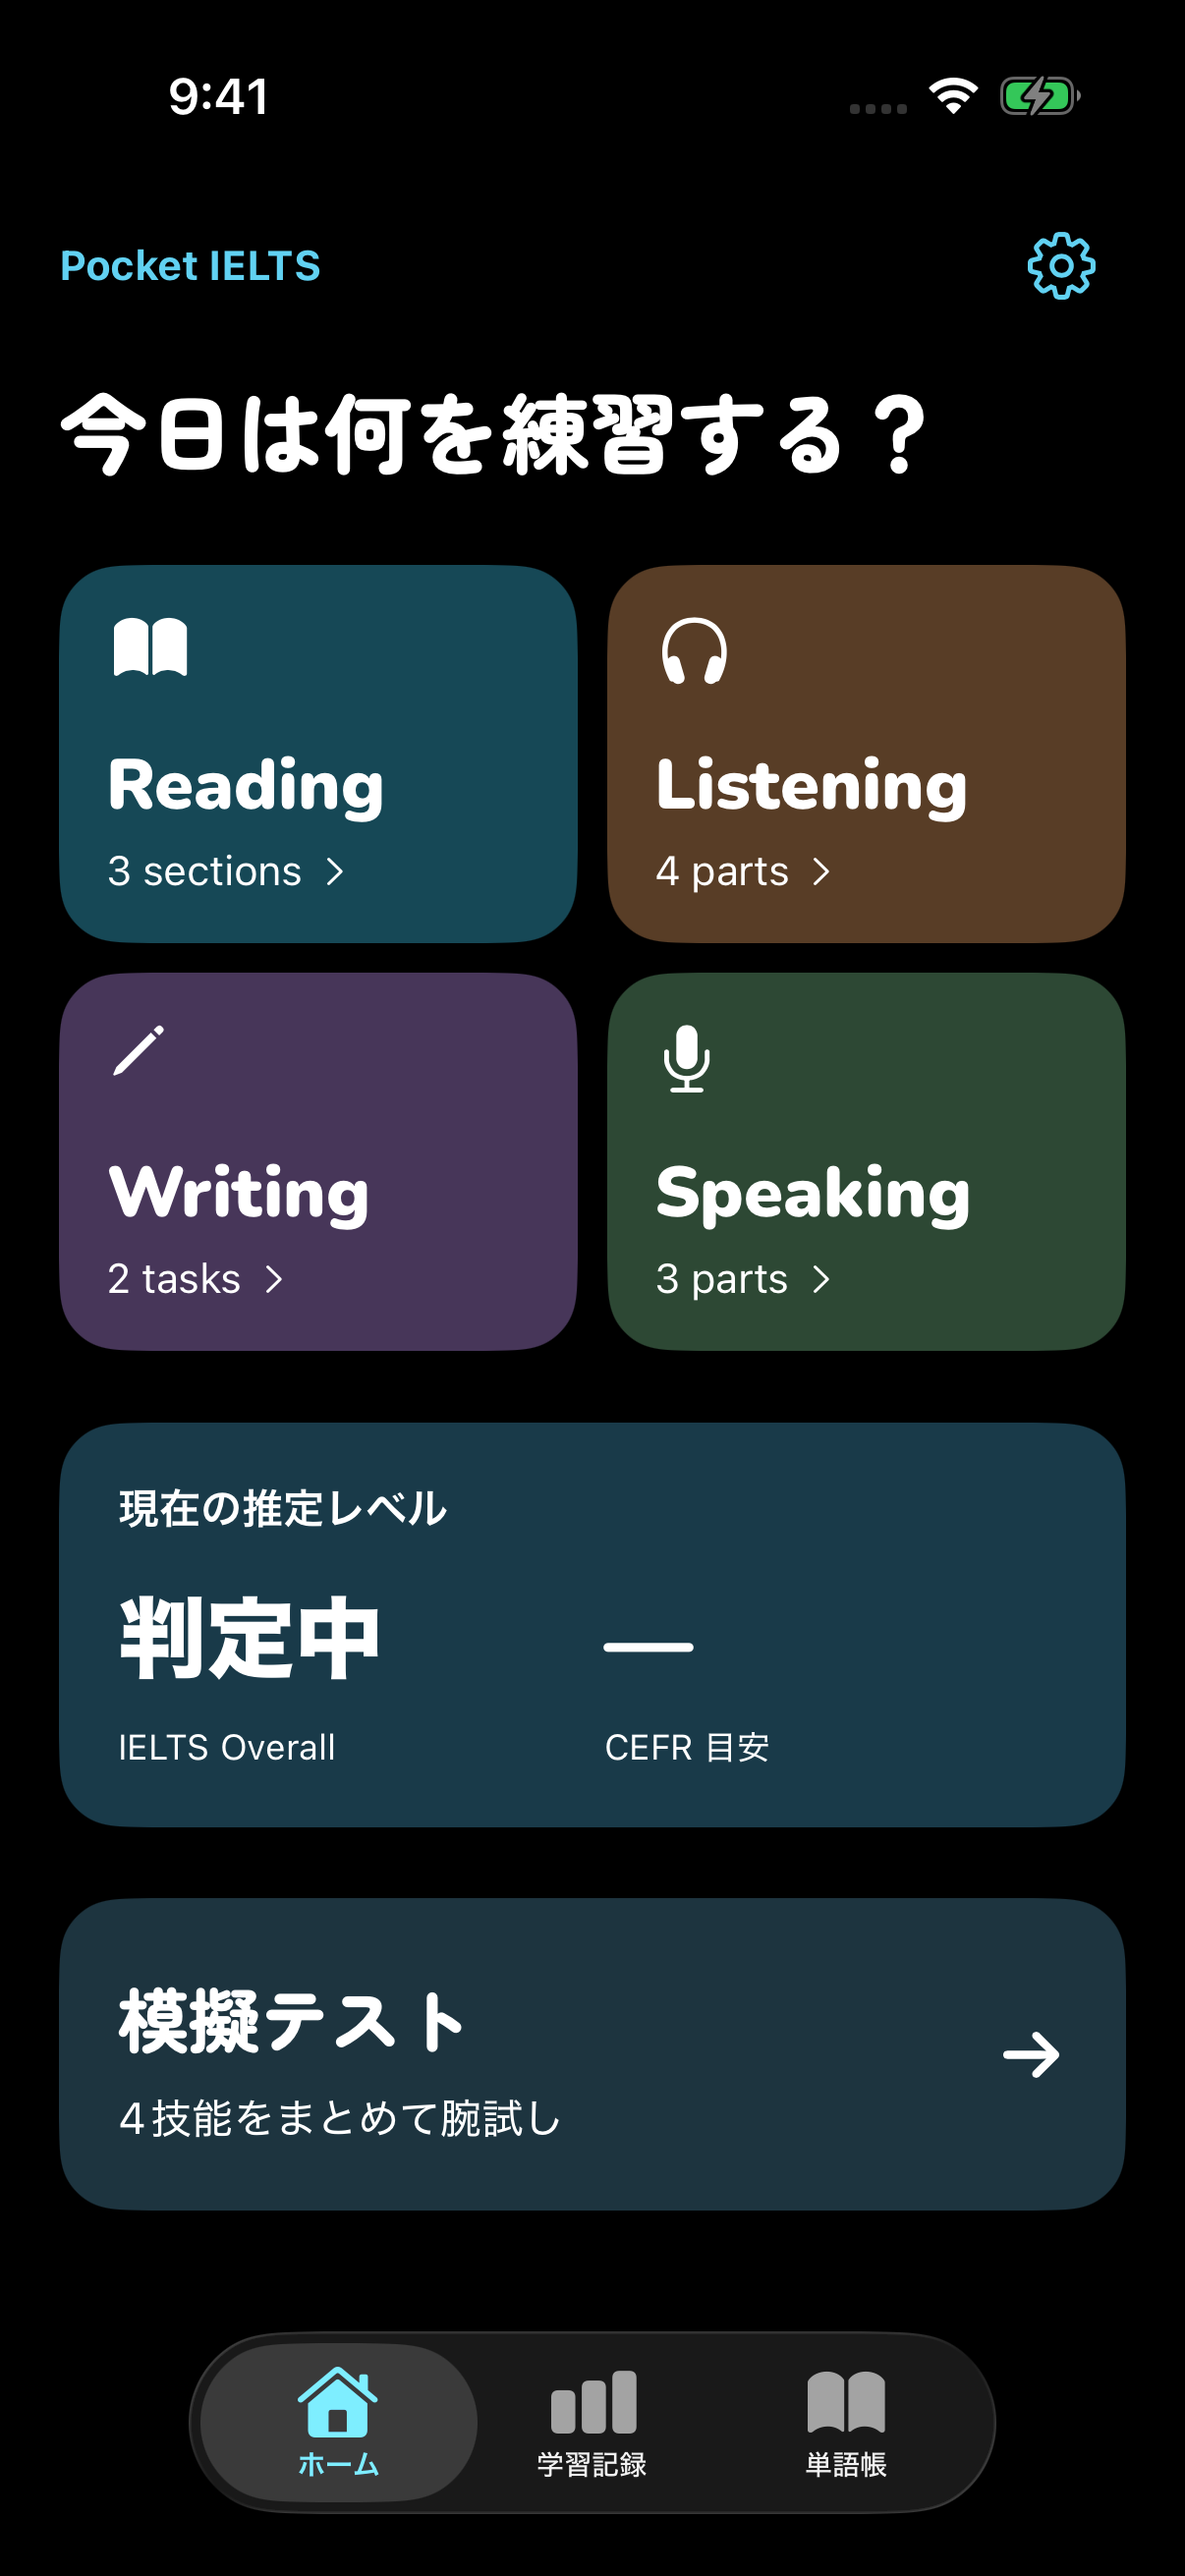 9:41
Pocket IELTS
今日は何を練習する？
Reading
3 sections
Listening
4 parts
Writing
2 tasks
Speaking
3 parts
現在の推定レベル
判定中
—
IELTS Overall
CEFR 目安
模擬テスト
4技能をまとめて腕試し
ホーム
学習記録
単語帳